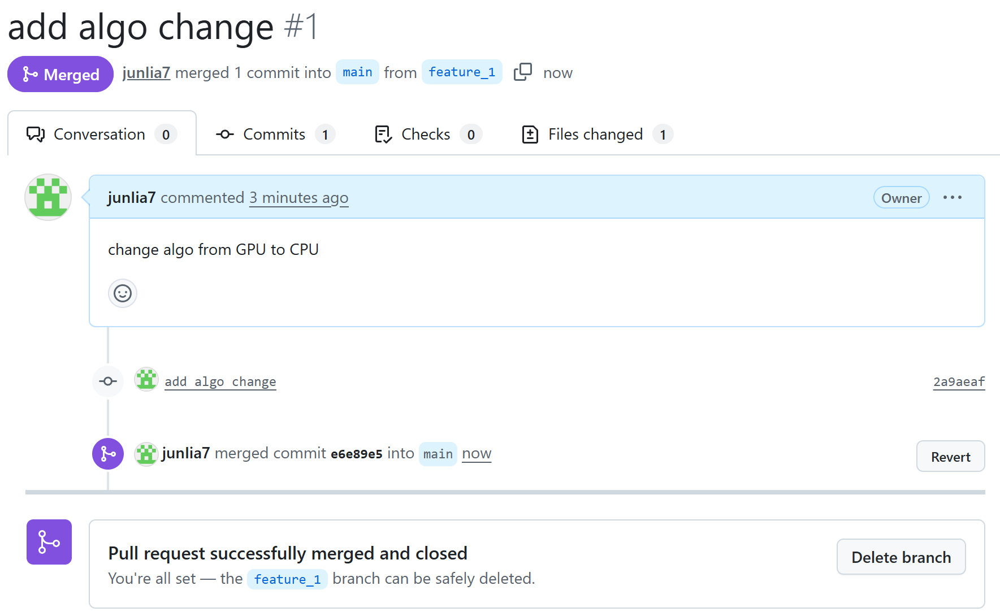 add algo change #1
Merged junlia7 merged 1 commit into main from feature_1 now
Conversation 0 Commits 1 Checks 0 Files changed 1
junlia7 commented 3 minutes ago Owner
change algo from GPU to CPU
add algo change 2a9aeaf
junlia7 merged commit e6e89e5 into main now Revert
Pull request successfully merged and closed
You're all set — the feature_1 branch can be safely deleted.
Delete branch